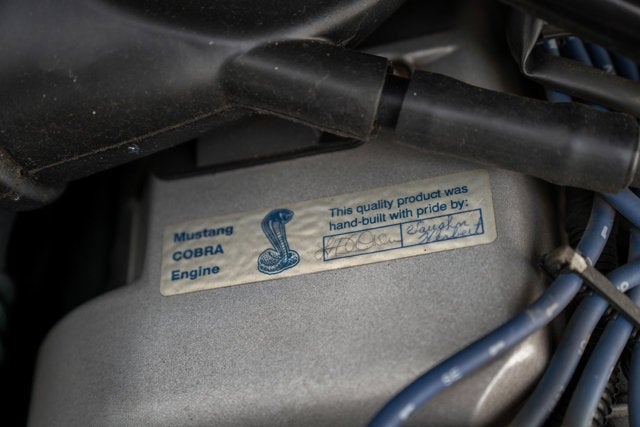 Mustang
COBRA
Engine
This quality product was
hand-built with pride by: